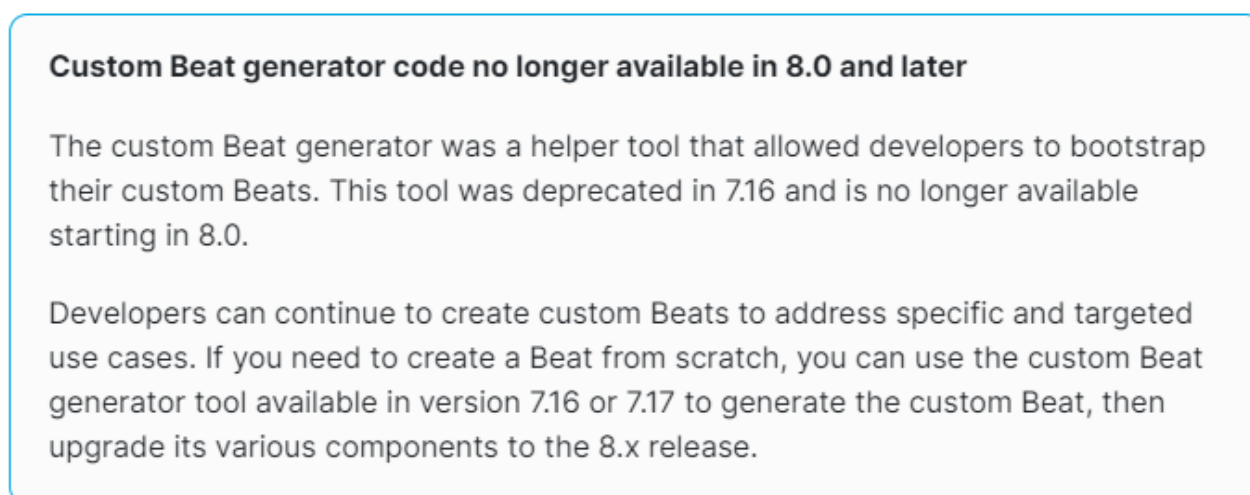 Custom Beat generator code no longer available in 8.0 and later
The custom Beat generator was a helper tool that allowed developers to bootstrap
their custom Beats. This tool was deprecated in 7.16 and is no longer available
starting in 8.0.
Developers can continue to create custom Beats to address specific and targeted
use cases. If you need to create a Beat from scratch, you can use the custom Beat
generator tool available in version 7.16 or 7.17 to generate the custom Beat, then
upgrade its various components to the 8.x release.